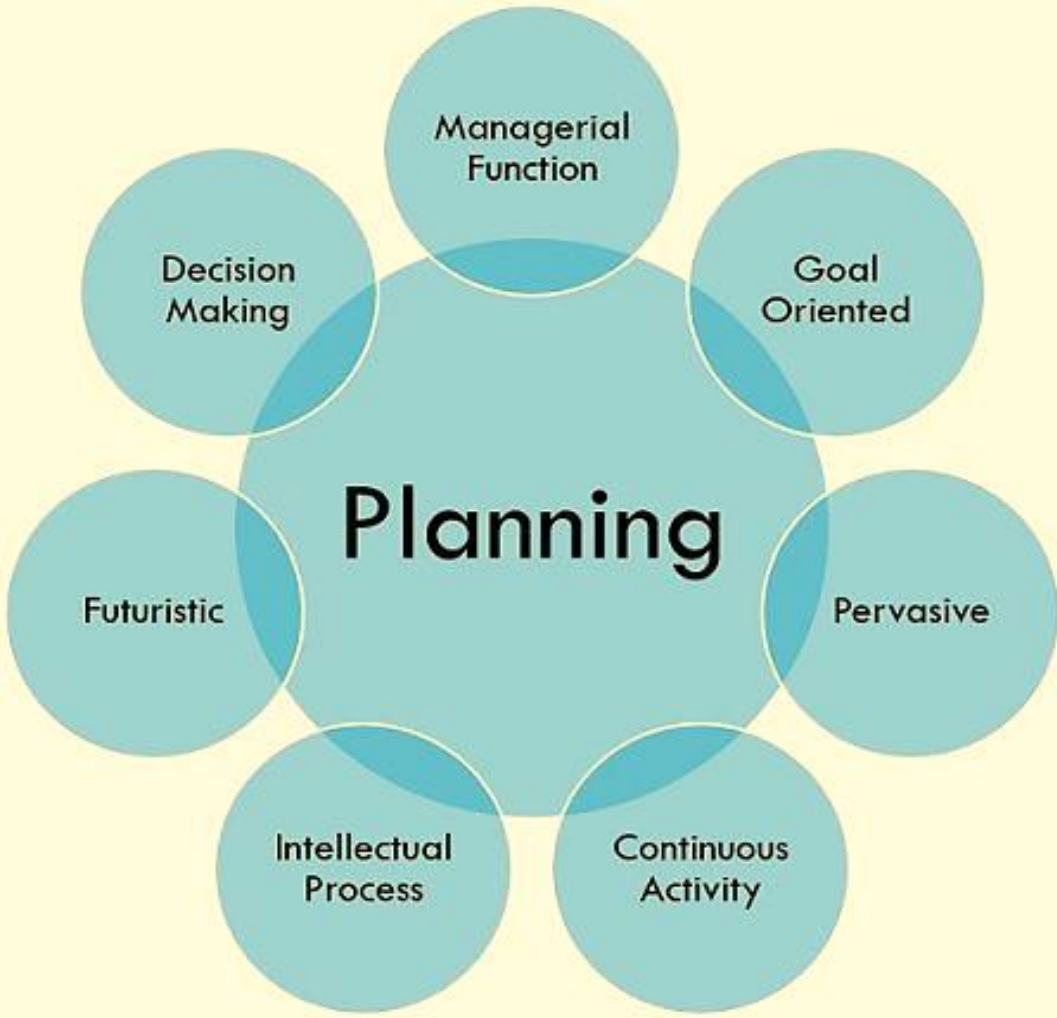 Managerial
Function
Goal
Oriented
Pervasive
Continuous
Activity
Intellectual
Process
Futuristic
Decision
Making
Planning